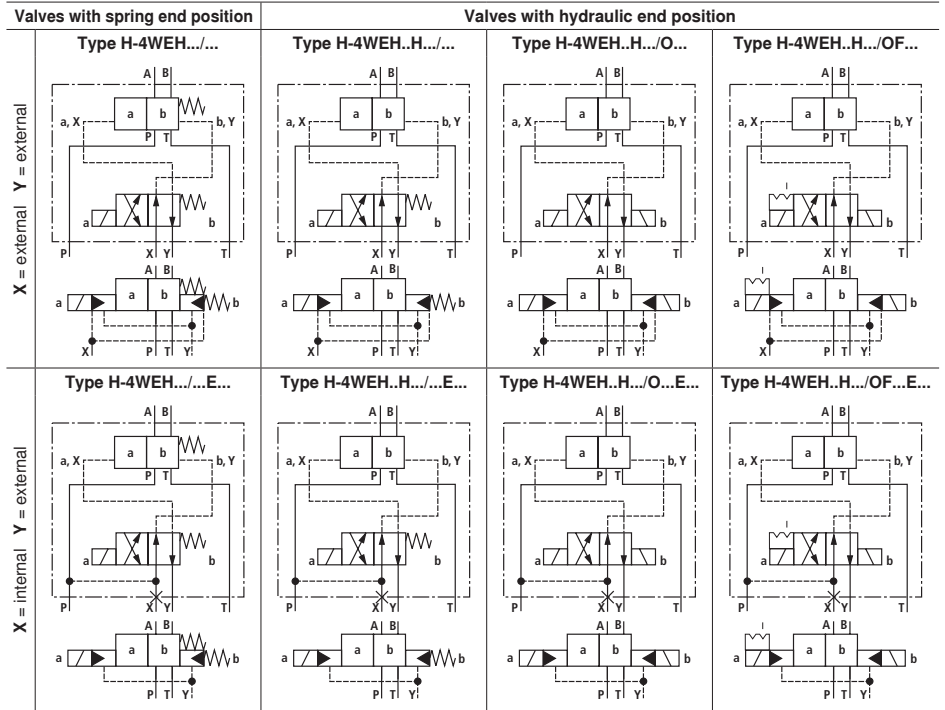 Valves with spring end position
Valves with hydraulic end position
X = external Y = external
Type H-4WEH.../...
A B
a b
a, X b, Y
P T
a b
P X Y T
A B
a a b b
X P T Y
Type H-4WEH..H.../...
A B
a b
a, X b, Y
P T
a b
P X Y T
A B
a a b b
X P T Y
Type H-4WEH..H.../O...
A B
a b
a, X b, Y
P T
a b
P X Y T
A B
a a b b
X P T Y
Type H-4WEH..H.../OF...
A B
a b
a, X b, Y
P T
a b
P X Y T
A B
a a b b
X P T Y
X = internal Y = external
Type H-4WEH.../...E...
A B
a b
a, X b, Y
P T
a b
P X Y T
A B
a a b b
P T Y
Type H-4WEH..H.../...E...
A B
a b
a, X b, Y
P T
a b
P X Y T
A B
a a b b
P T Y
Type H-4WEH..H.../O...E...
A B
a b
a, X b, Y
P T
a b
P X Y T
A B
a a b b
P T Y
Type H-4WEH..H.../OF...E...
A B
a b
a, X b, Y
P T
a b
P X Y T
A B
a a b b
P T Y